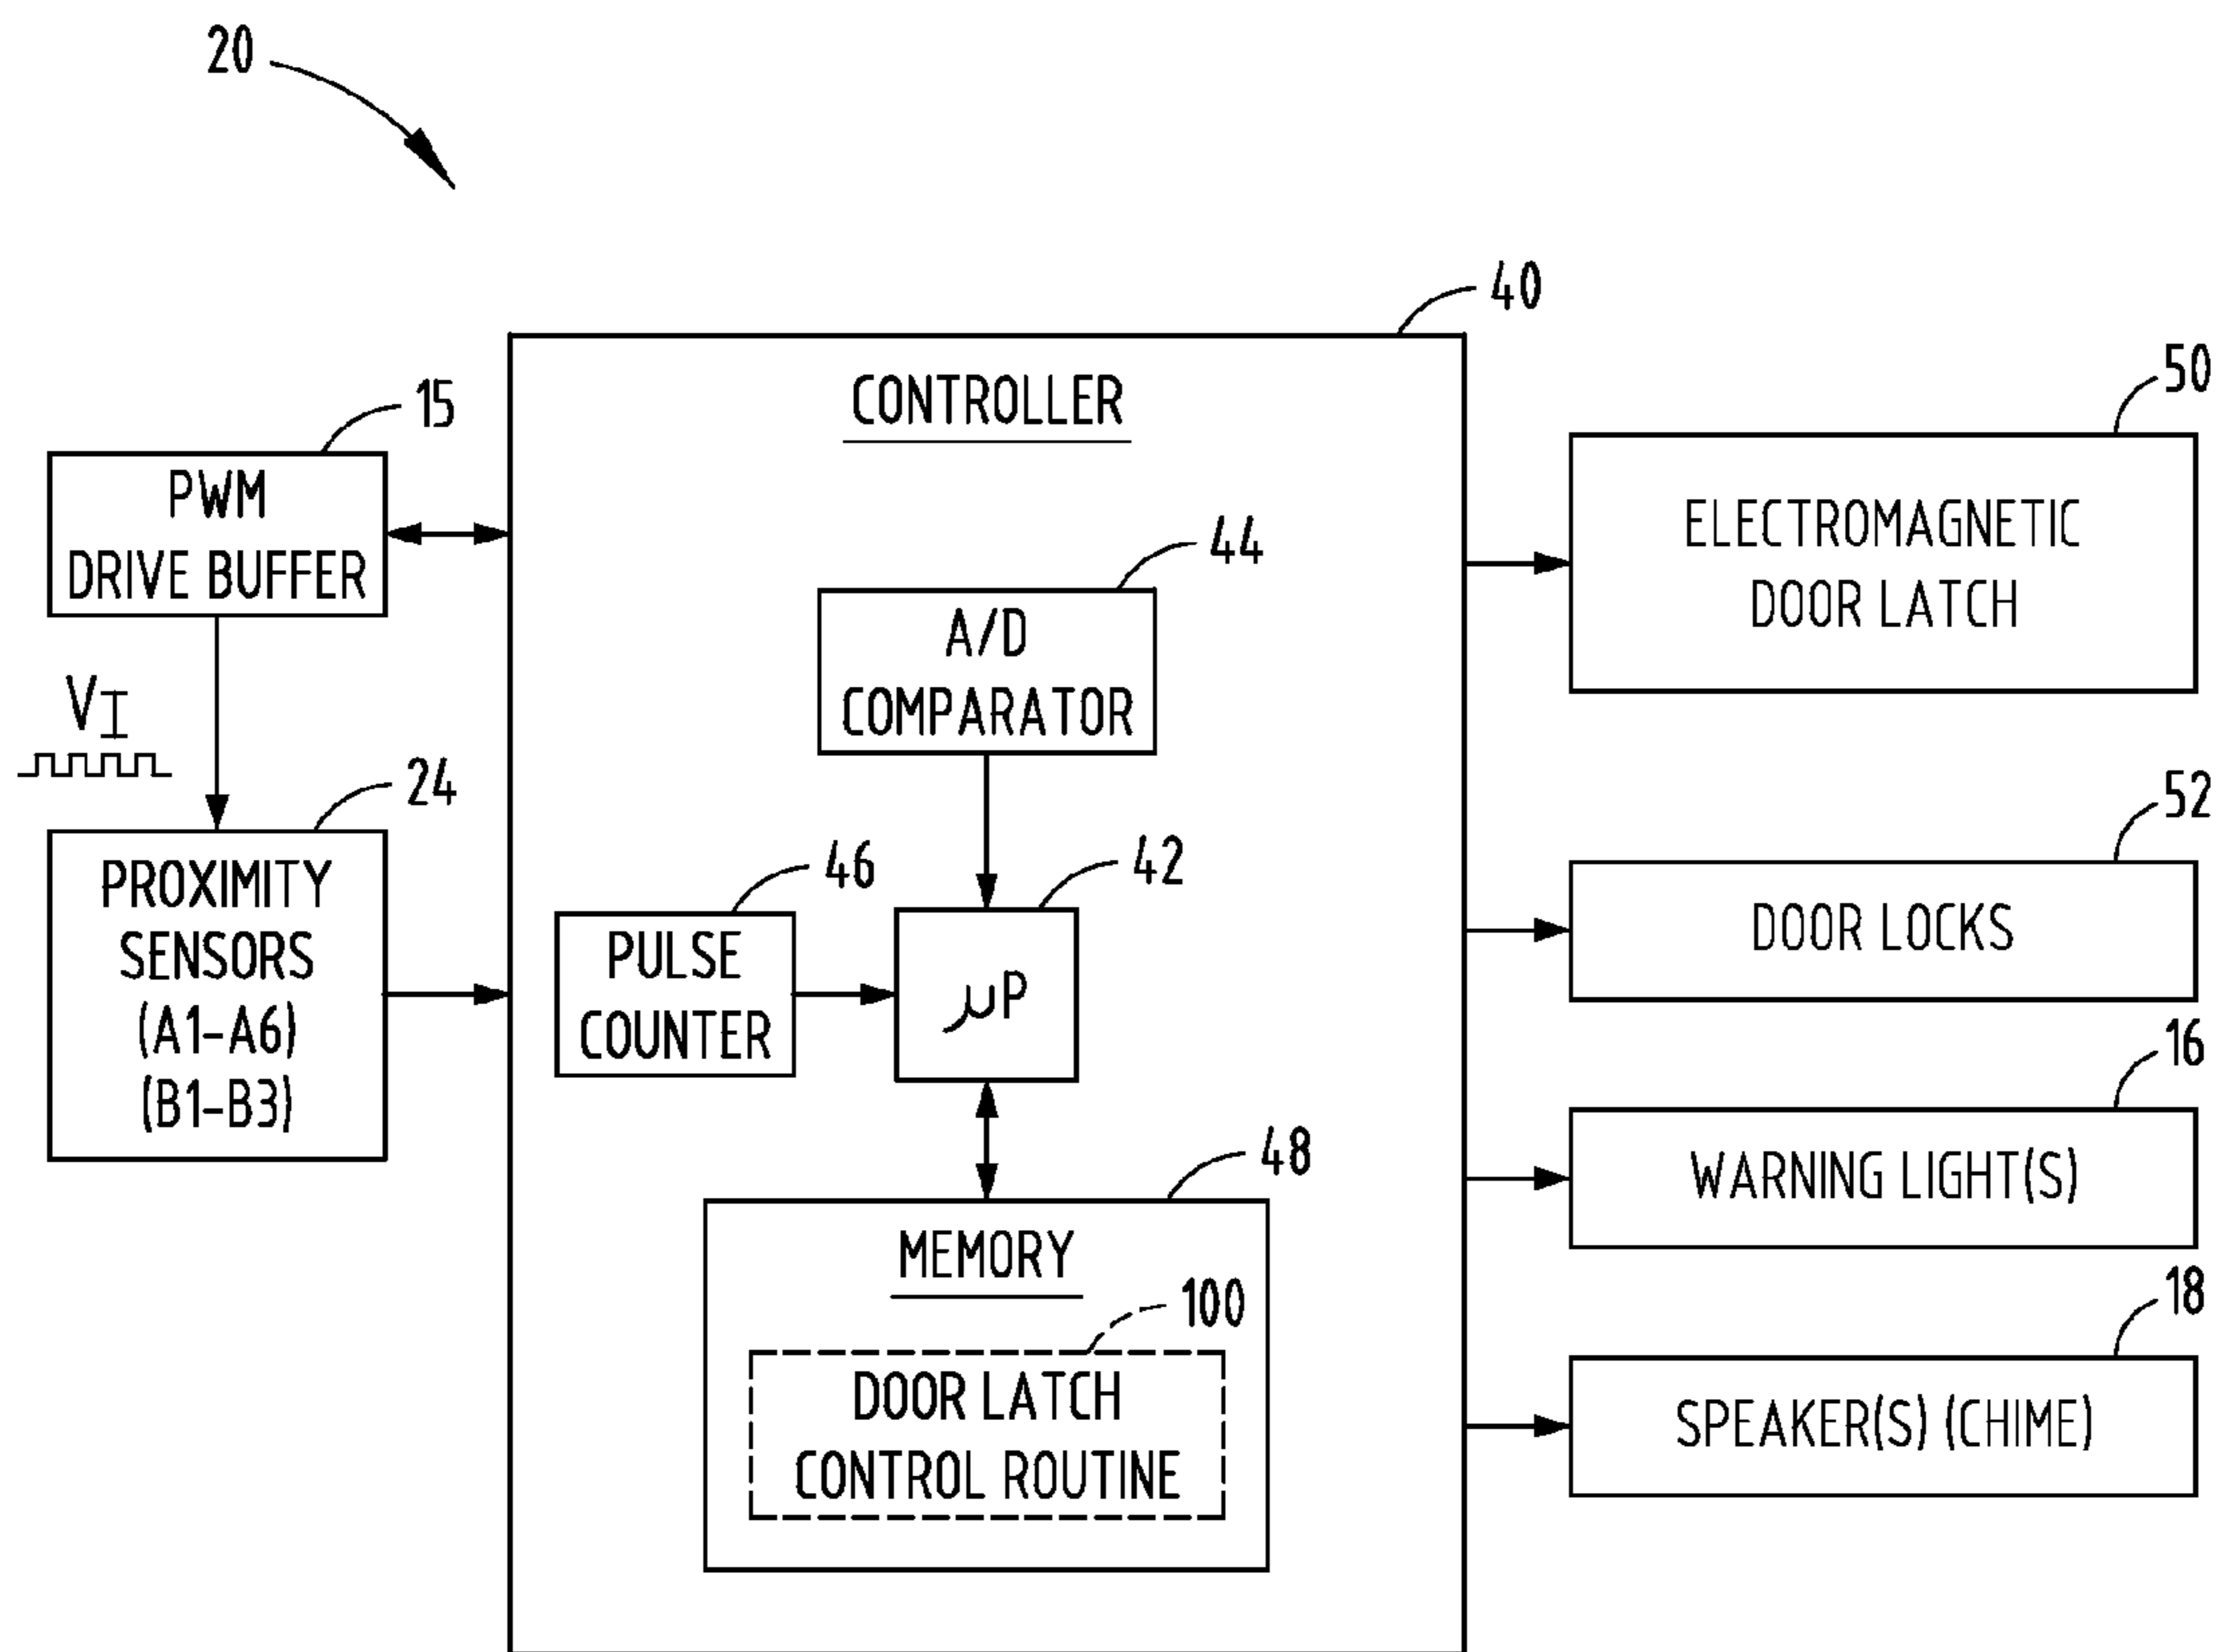 20
40
CONTROLLER
15
PWM
DRIVE BUFFER
VI
24
PROXIMITY
SENSORS
(A1-A6)
(B1-B3)
44
A/D
COMPARATOR
46
PULSE
COUNTER
42
μP
48
MEMORY
100
DOOR LATCH
CONTROL ROUTINE
50
ELECTROMAGNETIC
DOOR LATCH
52
DOOR LOCKS
16
WARNING LIGHT(S)
18
SPEAKER(S) (CHIME)